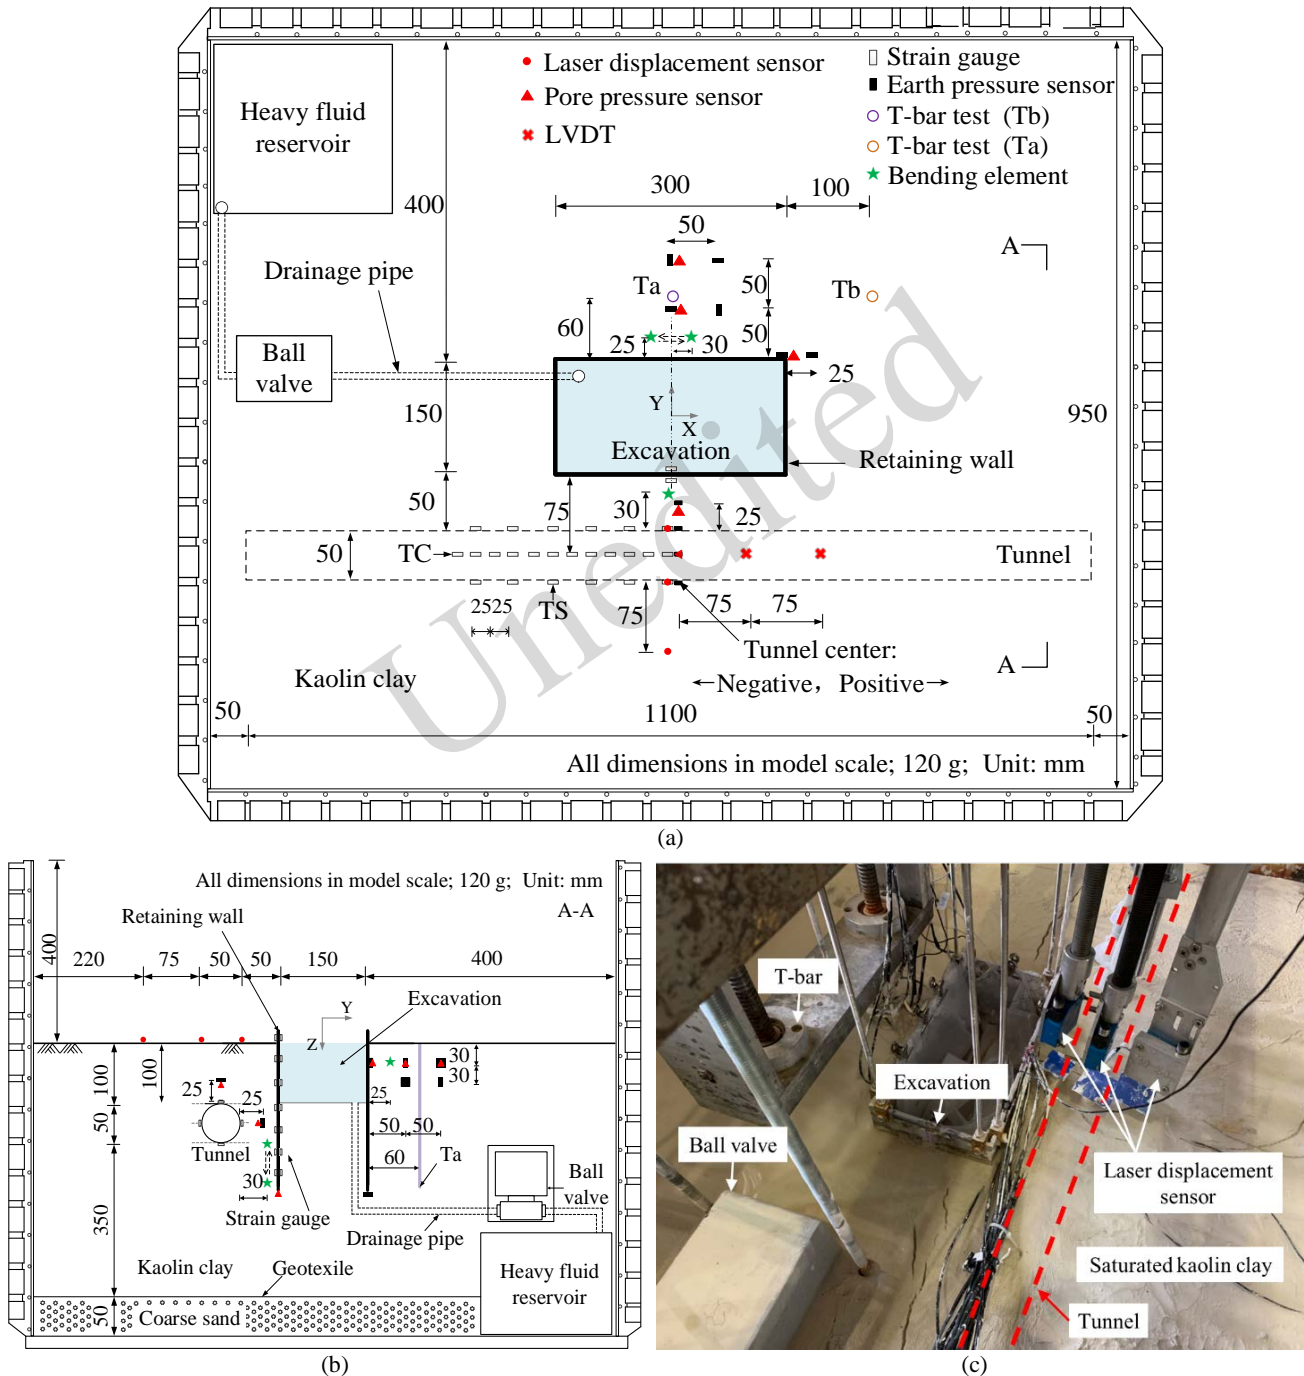 Heavy fluid
reservoir
Laser displacement sensor
Pore pressure sensor
LVDT
Strain gauge
Earth pressure sensor
T-bar test (Tb)
T-bar test (Ta)
Bending element
400
300
100
50
A
Drainage pipe
Ta
Tb
50
60
50
25
30
Ball
valve
25
150
Y
X
950
Excavation
Retaining wall
50
75
30
25
TC
50
Tunnel
TS
25 25
75
75
75
Tunnel center:
A
Kaolin clay
←Negative, Positive→
50
1100
50
All dimensions in model scale; 120 g; Unit: mm
Unedited
(a)
All dimensions in model scale; 120 g; Unit: mm
A-A
Retaining
wall
400
220
75
50
50
150
400
Excavation
Y
Z
100
100
30
30
25
25
25
50
50
50
Tunnel
60
Ta
30
Ball
valve
Strain gauge
350
Drainage pipe
Kaolin clay
Geotexile
Heavy fluid
reservoir
50
Coarse sand
(b)
T-bar
Excavation
Ball valve
Laser displacement
sensor
Saturated kaolin clay
Tunnel
(c)